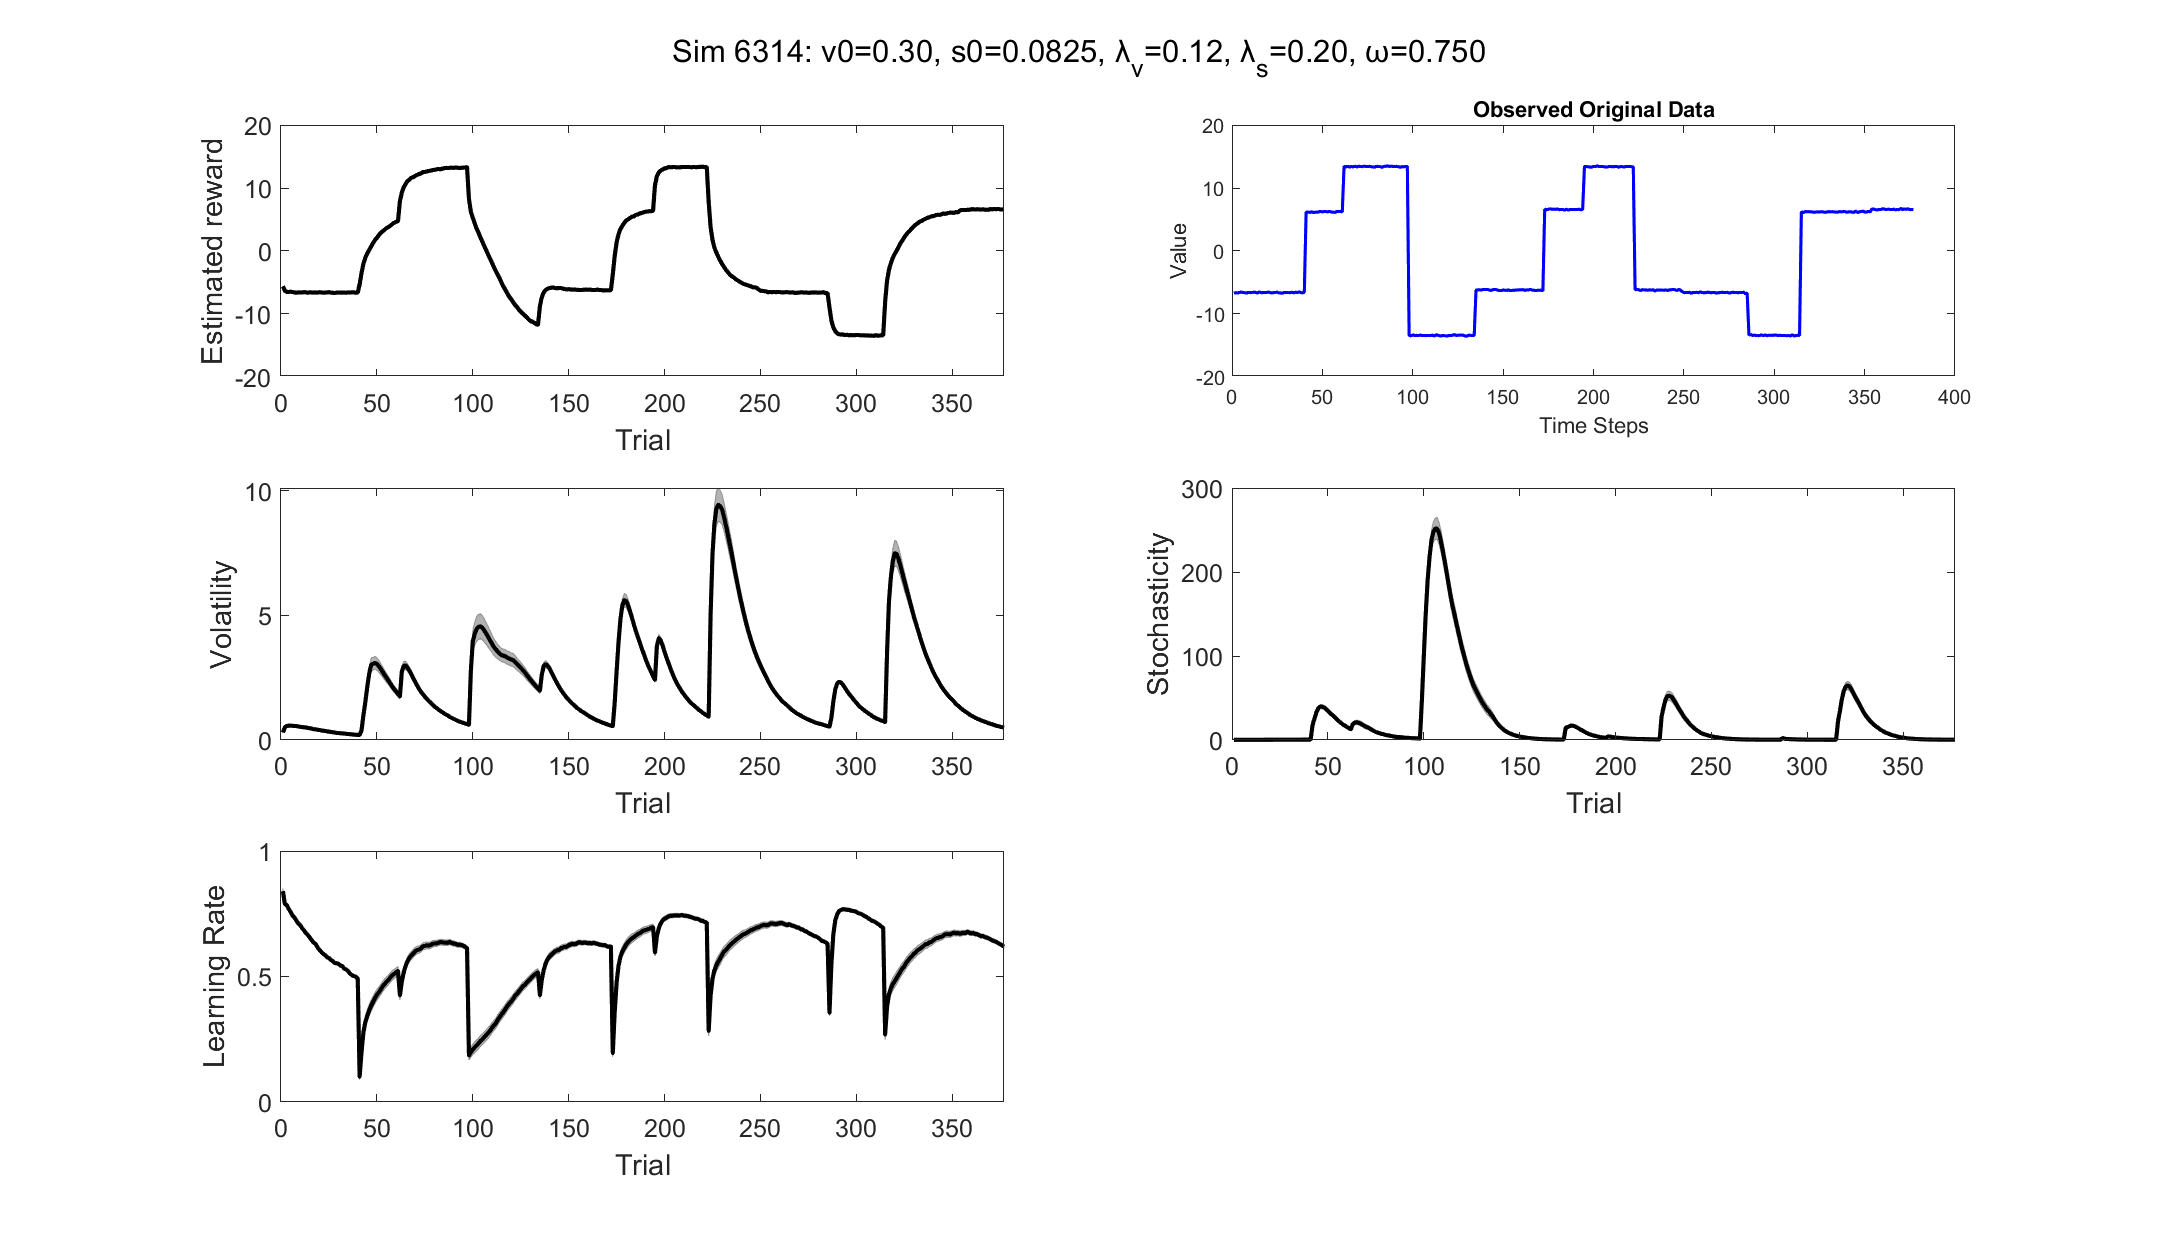 Sim 6314: v0=0.30, s0=0.0825, λ_v=0.12, λ_s=0.20, ω=0.750
20
10
0
-10
-20
Estimated reward
0 50 100 150 200 250 300 350
Trial
Observed Original Data
20
10
0
-10
-20
Value
0 50 100 150 200 250 300 350 400
Time Steps
10
5
0
Volatility
0 50 100 150 200 250 300 350
Trial
300
200
100
0
Stochasticity
0 50 100 150 200 250 300 350
Trial
1
0.5
0
Learning Rate
0 50 100 150 200 250 300 350
Trial